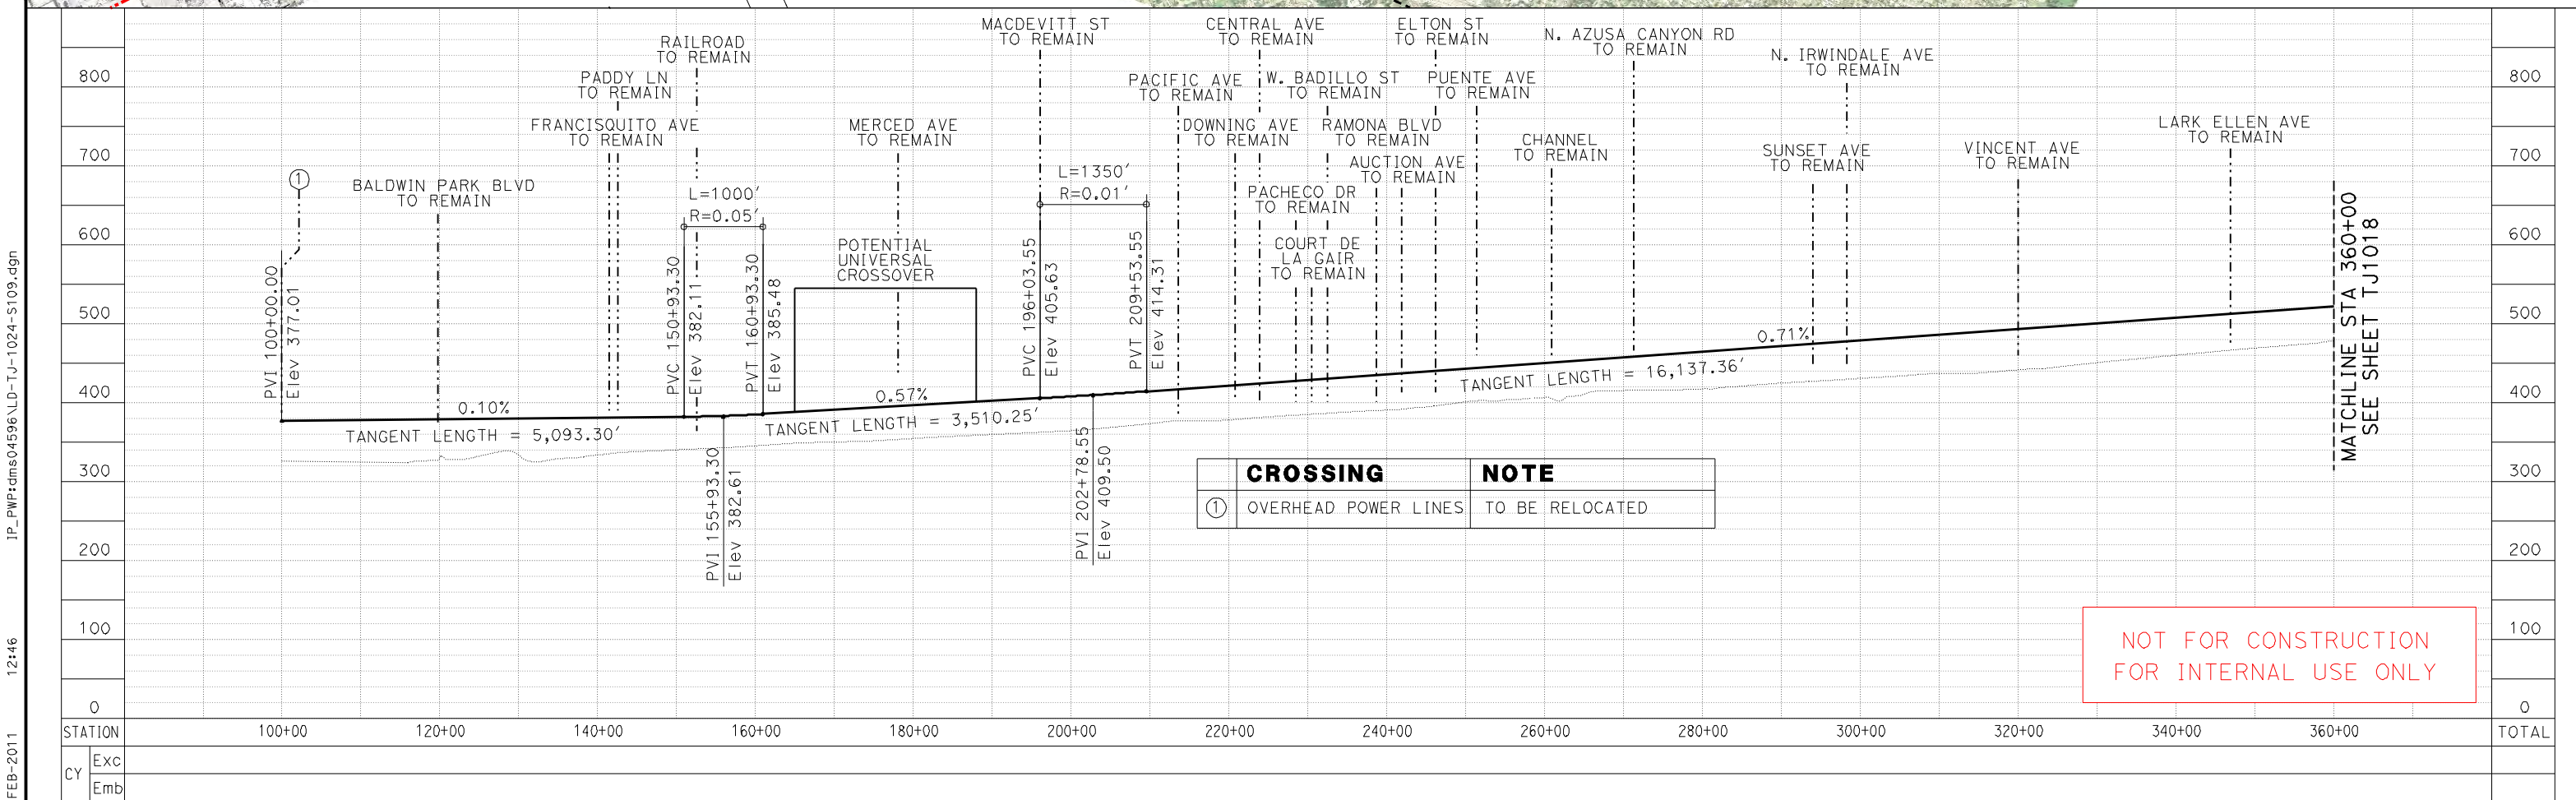 MACDEVITT ST
TO REMAIN
CENTRAL AVE
TO REMAIN
ELTON ST
TO REMAIN
N. AZUSA CANYON RD
TO REMAIN
RAILROAD
TO REMAIN
N. IRWINDALE AVE
TO REMAIN
PADDY LN
TO REMAIN
PACIFIC AVE
TO REMAIN
W. BADILLO ST
TO REMAIN
PUENTE AVE
TO REMAIN
FRANCISQUITO AVE
TO REMAIN
MERCED AVE
TO REMAIN
DOWNING AVE
TO REMAIN
RAMONA BLVD
TO REMAIN
LARK ELLEN AVE
TO REMAIN
CHANNEL
TO REMAIN
SUNSET AVE
TO REMAIN
VINCENT AVE
TO REMAIN
AUCTION AVE
TO REMAIN
1
BALDWIN PARK BLVD
TO REMAIN
L=1000'
R=0.05'
L=1350'
R=0.01'
PACHECO DR
TO REMAIN
COURT DE
LA GAIR
TO REMAIN
POTENTIAL
UNIVERSAL
CROSSOVER
PVI 100+00.00
Elev 377.01
PVC 150+93.30
Elev 382.11
PVT 160+93.30
Elev 385.48
PVC 196+03.55
Elev 405.63
PVT 209+53.55
Elev 414.31
PVI 155+93.30
Elev 382.61
PVI 202+78.55
Elev 409.50
0.10%
TANGENT LENGTH = 5,093.30'
0.57%
TANGENT LENGTH = 3,510.25'
0.71%
TANGENT LENGTH = 16,137.36'
MATCHLINE STA 360+00
SEE SHEET TJ1018
CROSSING NOTE
1 OVERHEAD POWER LINES TO BE RELOCATED
NOT FOR CONSTRUCTION
FOR INTERNAL USE ONLY
800 800
700 700
600 600
500 500
400 400
300 300
200 200
100 100
0 0
STATION 100+00 120+00 140+00 160+00 180+00 200+00 220+00 240+00 260+00 280+00 300+00 320+00 340+00 360+00 TOTAL
CY
Exc
Emb
IP_PWP:dms04596\LD-TJ-1024-S109.dgn
12:46
FEB-2011